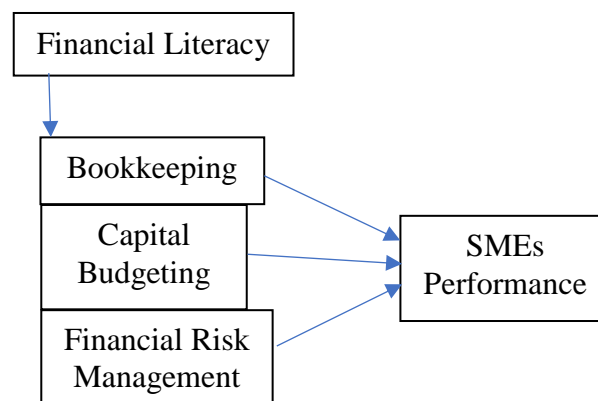 Financial Literacy
Bookkeeping
Capital
Budgeting
Financial Risk
Management
SMEs
Performance